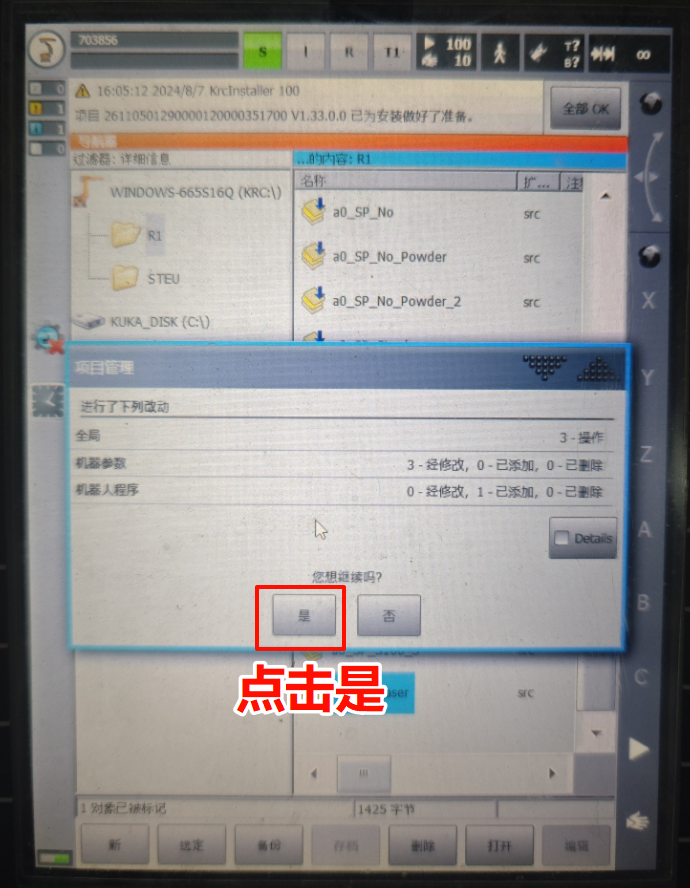 703856
S
I
R
T1
100
10
T?
B?
∞
0
1
1
0
16:05:12 2024/8/7 KrcInstaller 100
项目 26110501290000120000351700 V1.33.0.0 已为安装做好了准备。
全部 OK
导航器
过滤器: 详细信息
...的内容: R1
名称
扩...
注
WINDOWS-665S16Q (KRC:\)
R1
STEU
KUKA_DISK (C:\)
a0_SP_No
src
a0_SP_No_Powder
src
a0_SP_No_Powder_2
src
X
Y
Z
A
B
C
项目管理
进行了下列改动
全局
3 - 操作
机器参数
3 - 经修改, 0 - 已添加, 0 - 已删除
机器人程序
0 - 经修改, 1 - 已添加, 0 - 已删除
Details
您想继续吗?
是
否
点击是
src
1 对象已被标记
1425 字节
新
选定
备份
存档
删除
打开
编辑